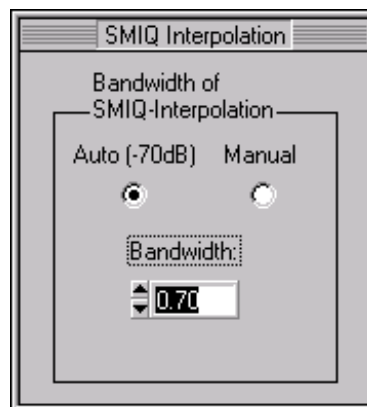 SMIQ Interpolation
Bandwidth of
SMIQ-Interpolation
Auto (-70dB) Manual
Bandwidth:
0.70